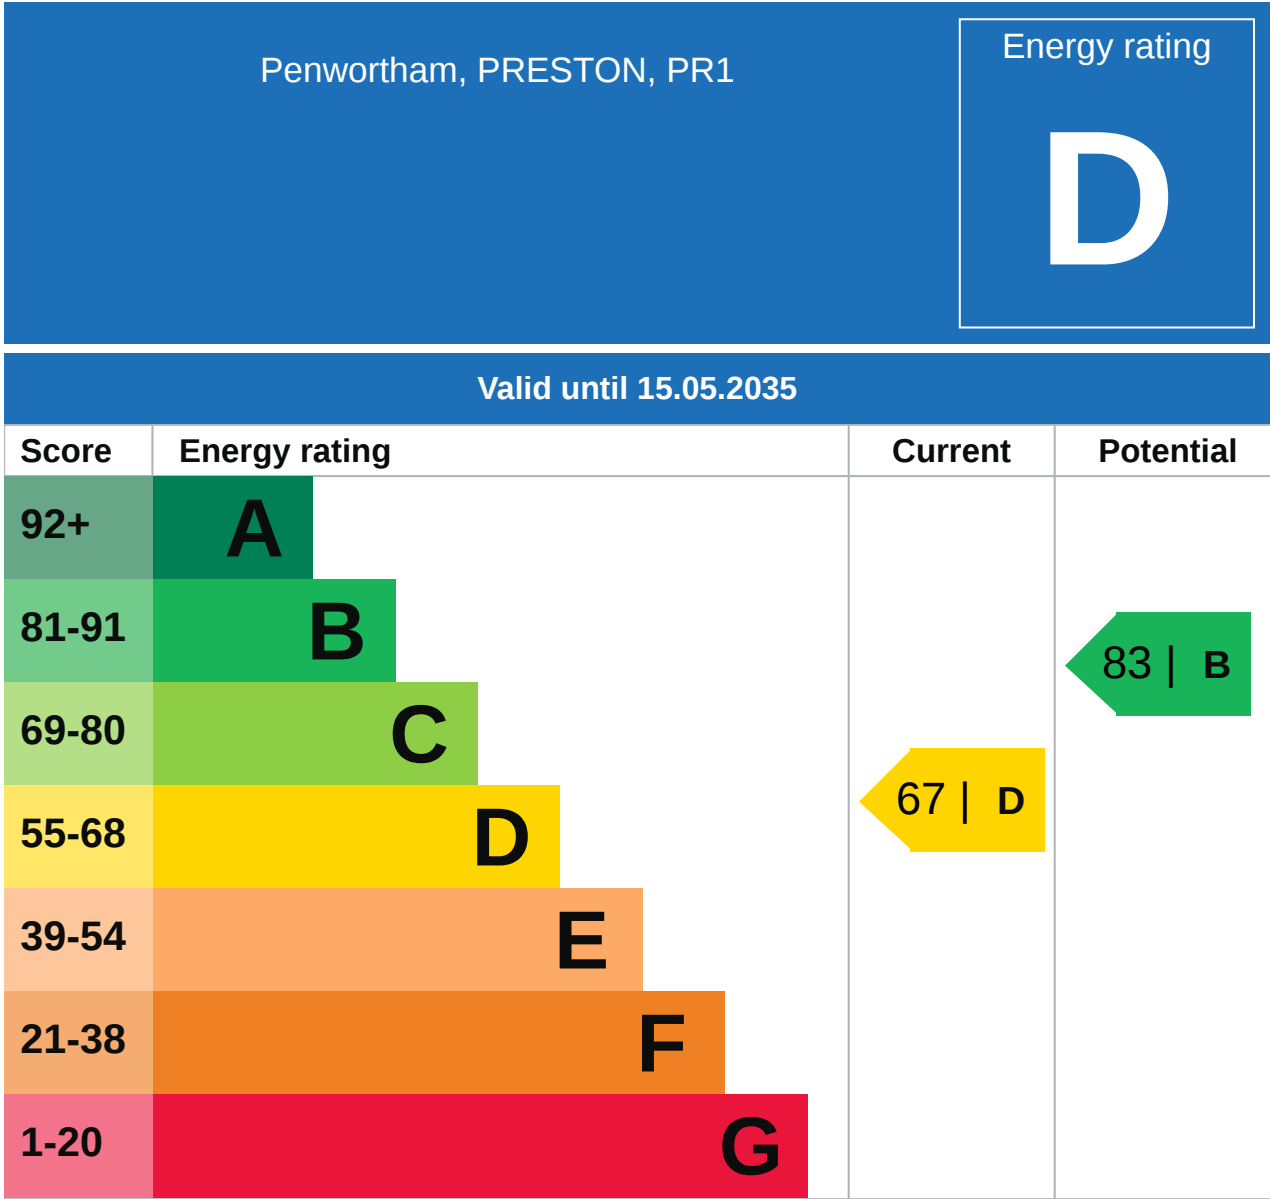 Penwortham, PRESTON, PR1
Energy rating
D
Valid until 15.05.2035
Score Energy rating Current Potential
92+ A
81-91 B
83 | B
69-80 C
67 | D
55-68 D
39-54 E
21-38 F
1-20 G